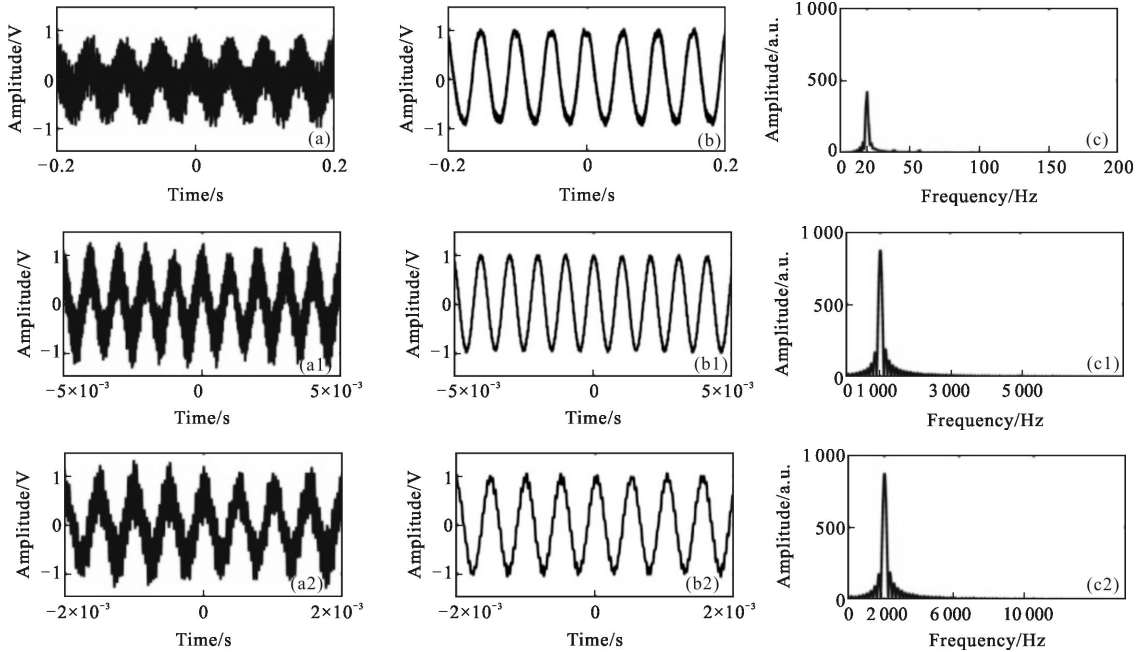 Amplitude/V
1
0
−1
(a)
−0.2
0
0.2
Time/s
Amplitude/V
1
0
−1
(b)
−0.2
0
0.2
Time/s
Amplitude/a.u.
1 000
500
0
(c)
0 20 50 100 150 200
Frequency/Hz
Amplitude/V
1
0
−1
(a1)
−5×10⁻³
0
5×10⁻³
Time/s
Amplitude/V
1
0
−1
(b1)
−5×10⁻³
0
5×10⁻³
Time/s
Amplitude/a.u.
1 000
500
0
(c1)
0 1 000 3 000 5 000
Frequency/Hz
Amplitude/V
1
0
−1
(a2)
−2×10⁻³
0
2×10⁻³
Time/s
Amplitude/V
1
0
−1
(b2)
−2×10⁻³
0
2×10⁻³
Time/s
Amplitude/a.u.
1 000
500
0
(c2)
0 2 000 6 000 10 000
Frequency/Hz